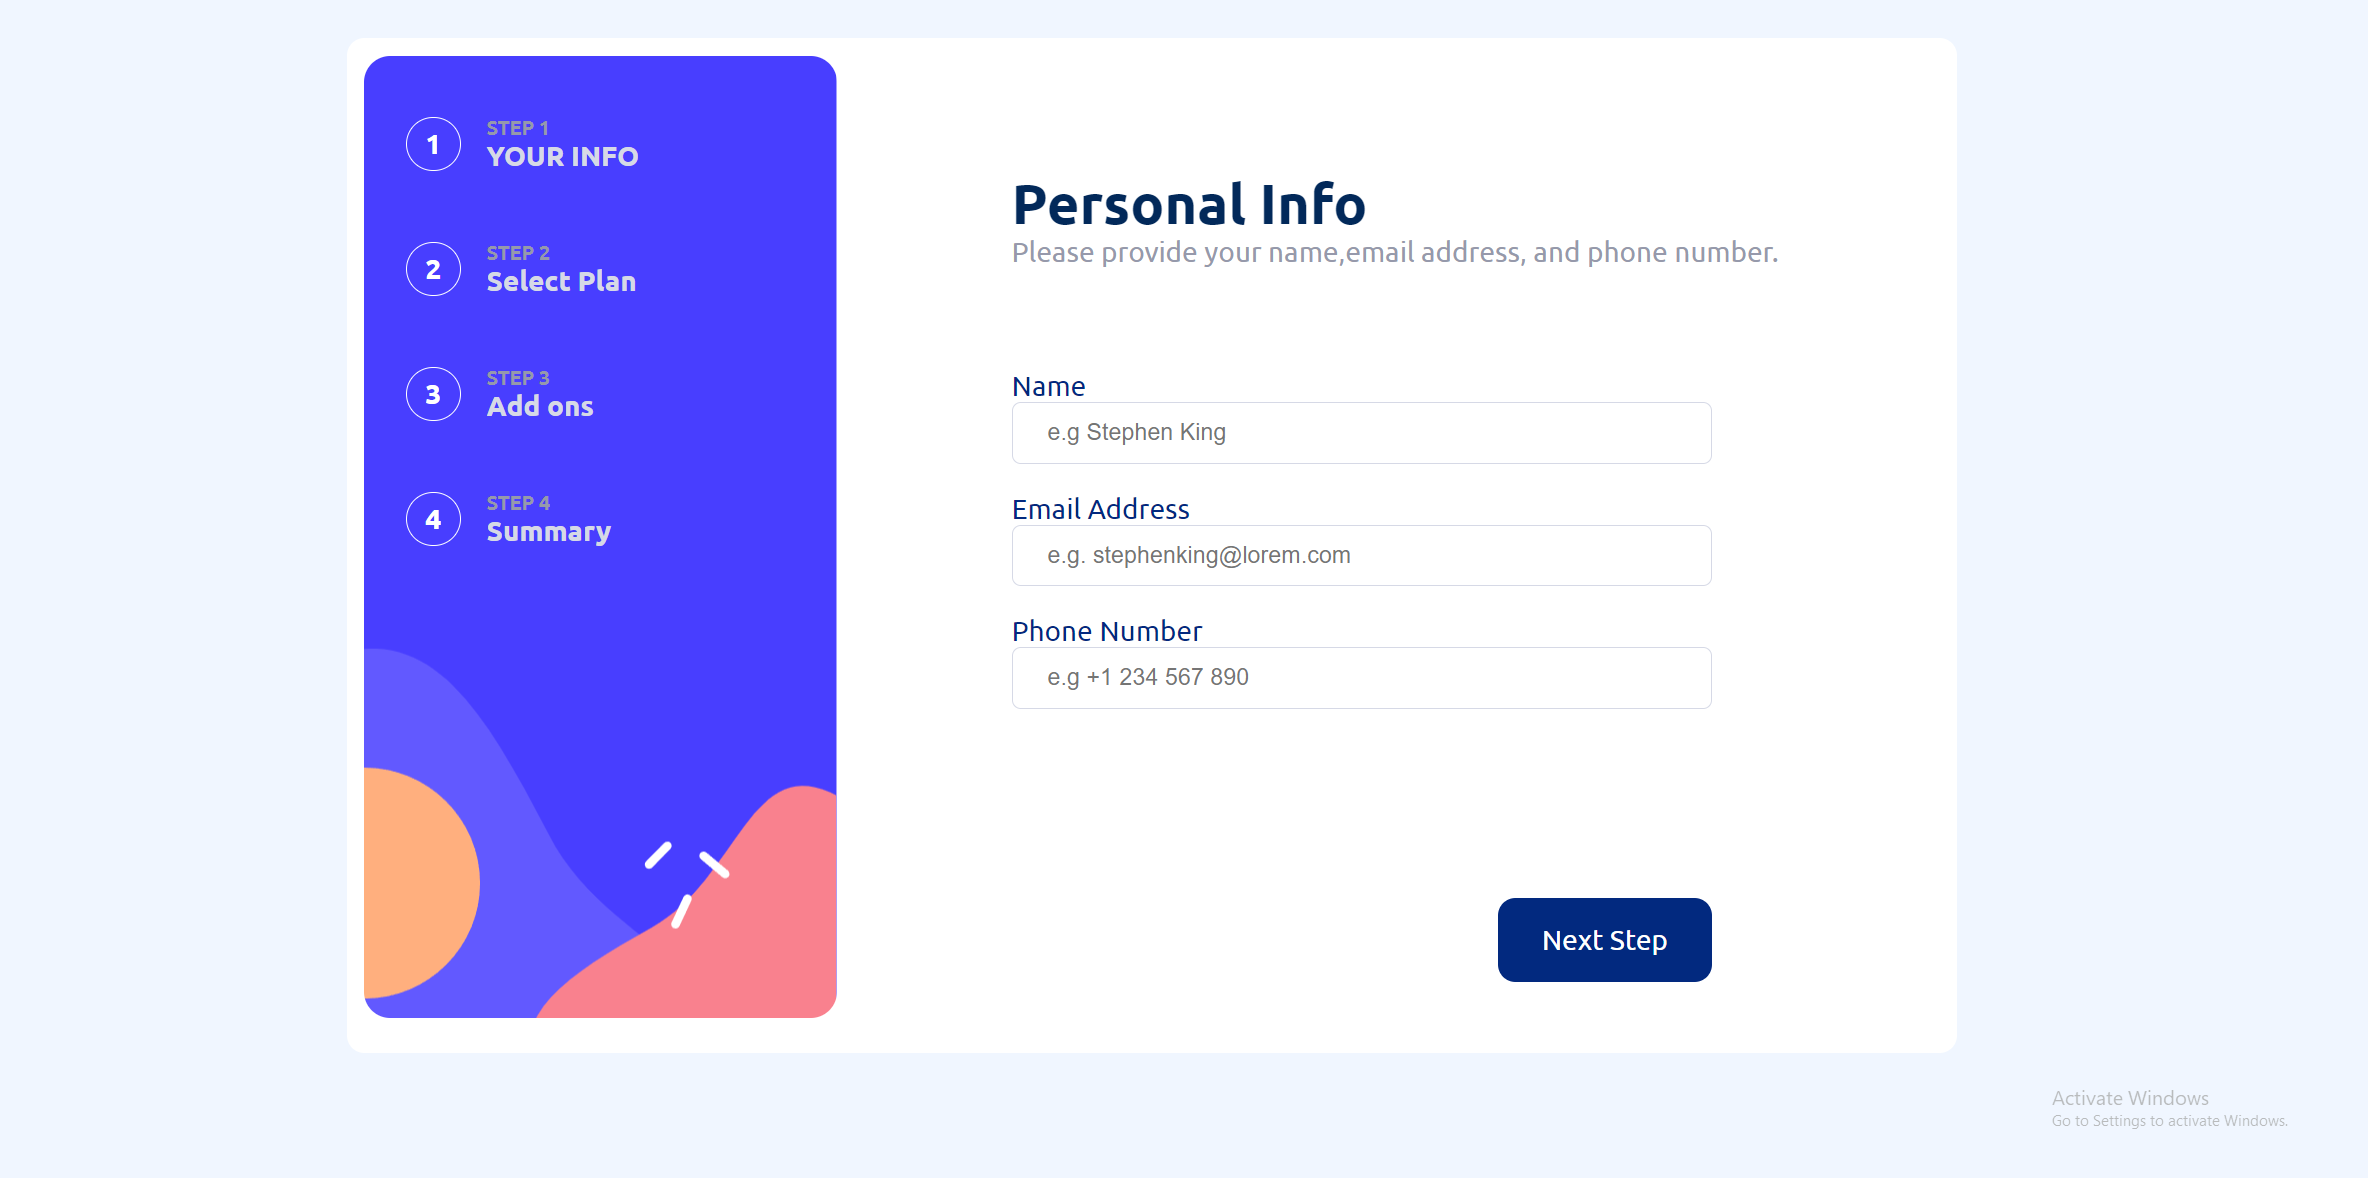 1
STEP 1
YOUR INFO
2
STEP 2
Select Plan
3
STEP 3
Add ons
4
STEP 4
Summary
Personal Info
Please provide your name,email address, and phone number.
Name
e.g Stephen King
Email Address
e.g. stephenking@lorem.com
Phone Number
e.g +1 234 567 890
Next Step
Activate Windows
Go to Settings to activate Windows.